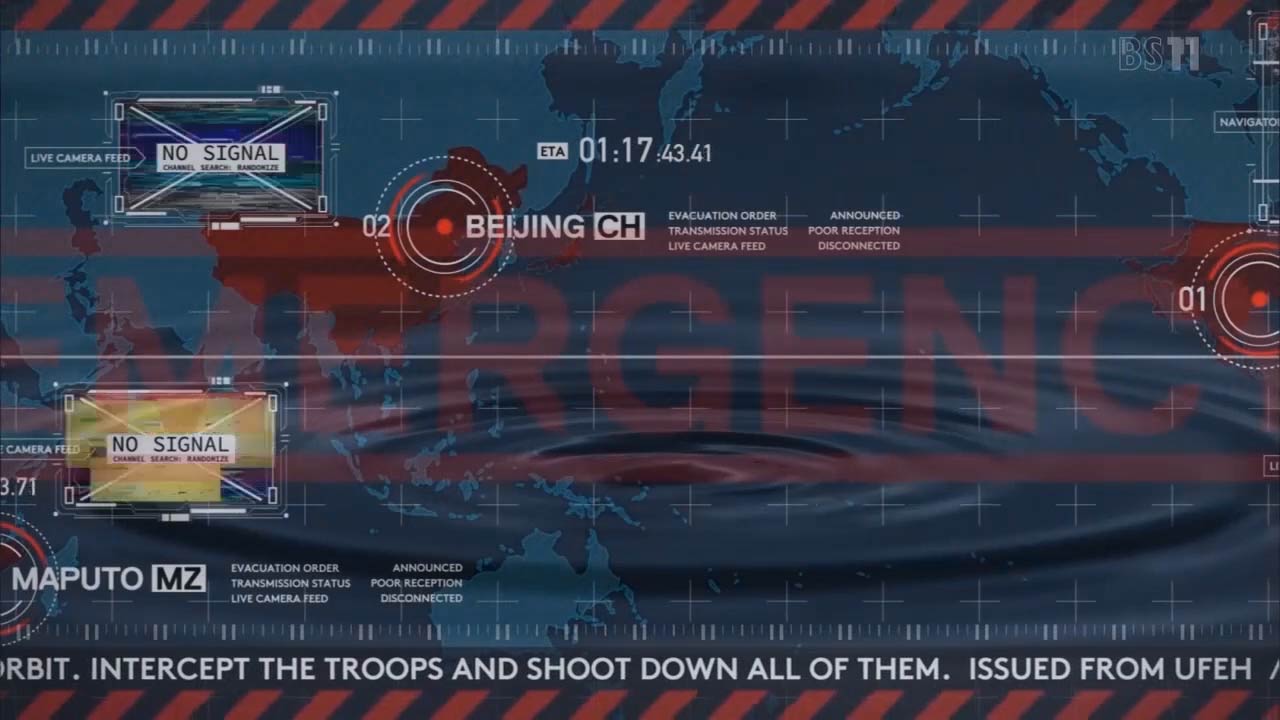 BS11
NAVIGATO
NO SIGNAL
CHANNEL SEARCH: RANDOMIZE
LIVE CAMERA FEED
ETA 01:17:43.41
02 BEIJING CH
EVACUATION ORDER ANNOUNCED
TRANSMISSION STATUS POOR RECEPTION
LIVE CAMERA FEED DISCONNECTED
01
EMERGENC
NO SIGNAL
CHANNEL SEARCH: RANDOMIZE
E CAMERA FEED
3.71
LI
MAPUTO MZ
EVACUATION ORDER ANNOUNCED
TRANSMISSION STATUS POOR RECEPTION
LIVE CAMERA FEED DISCONNECTED
ORBIT. INTERCEPT THE TROOPS AND SHOOT DOWN ALL OF THEM. ISSUED FROM UFEH /